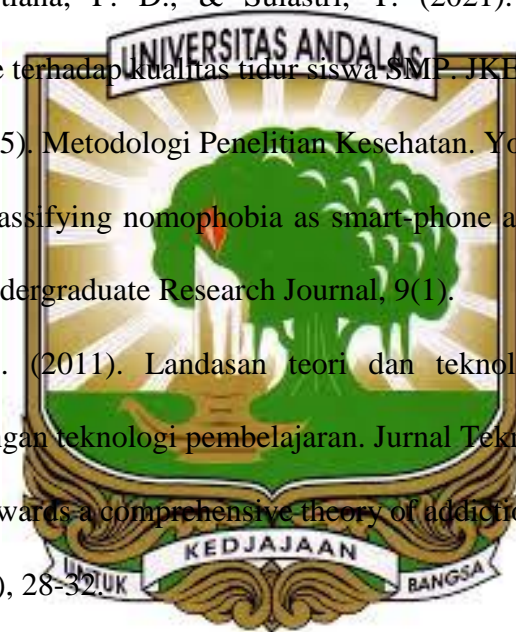 tiana, P. D., & Sulastri, T. (2021).
UNIVERSITAS ANDALAS
e terhadap kualitas tidur siswa SMP. JKE
5). Metodologi Penelitian Kesehatan. Yo
assifying nomophobia as smart-phone a
dergraduate Research Journal, 9(1).
. (2011). Landasan teori dan teknol
ngan teknologi pembelajaran. Jurnal Tekn
wards a comprehensive theory of addictio
KEDJAJAAN
), 28-32.
UNTUK BANGSA